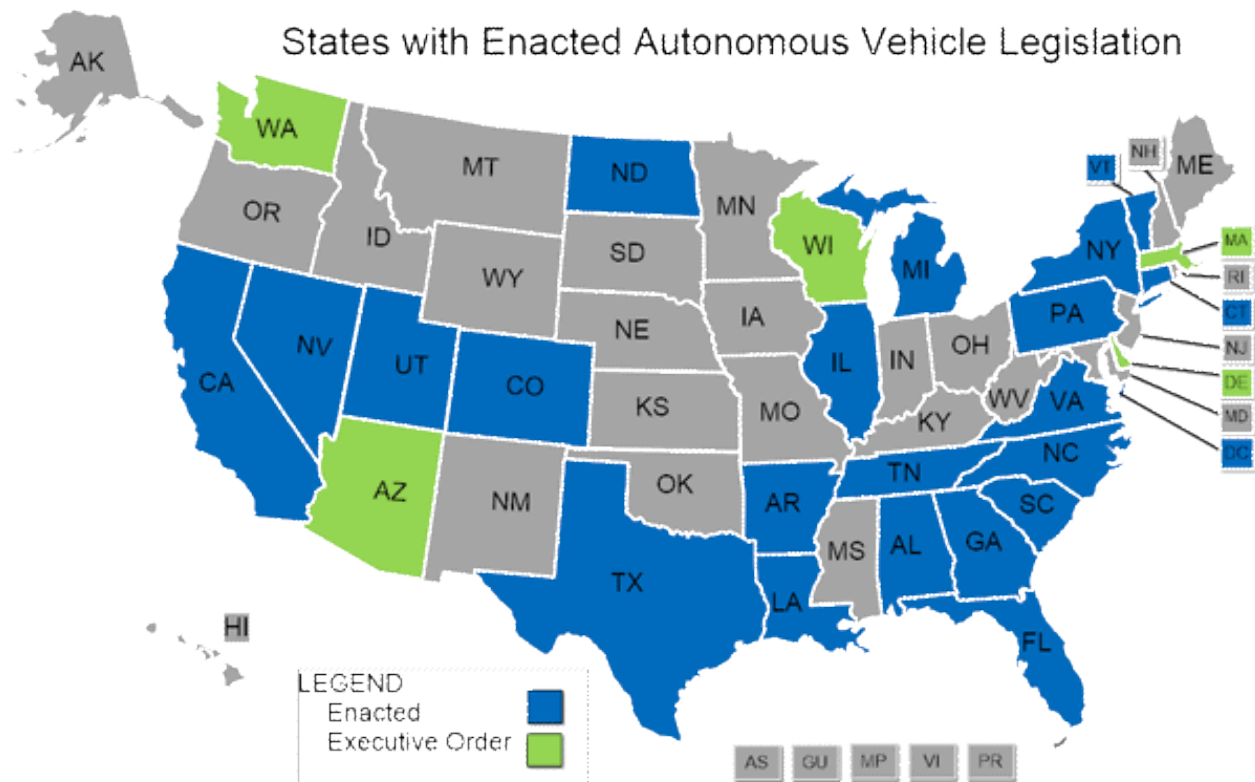 States with Enacted Autonomous Vehicle Legislation
AK
WA
MT
ND
MN
VT
NH
ME
OR
ID
WY
SD
WI
MI
NY
MA
RI
CT
NJ
DE
MD
DC
CA
NV
UT
CO
NE
IA
IL
IN
OH
PA
KS
MO
KY
WV
VA
AZ
NM
OK
AR
TN
NC
SC
TX
LA
MS
AL
GA
FL
HI
LEGEND
Enacted
Executive Order
AS
GU
MP
VI
PR